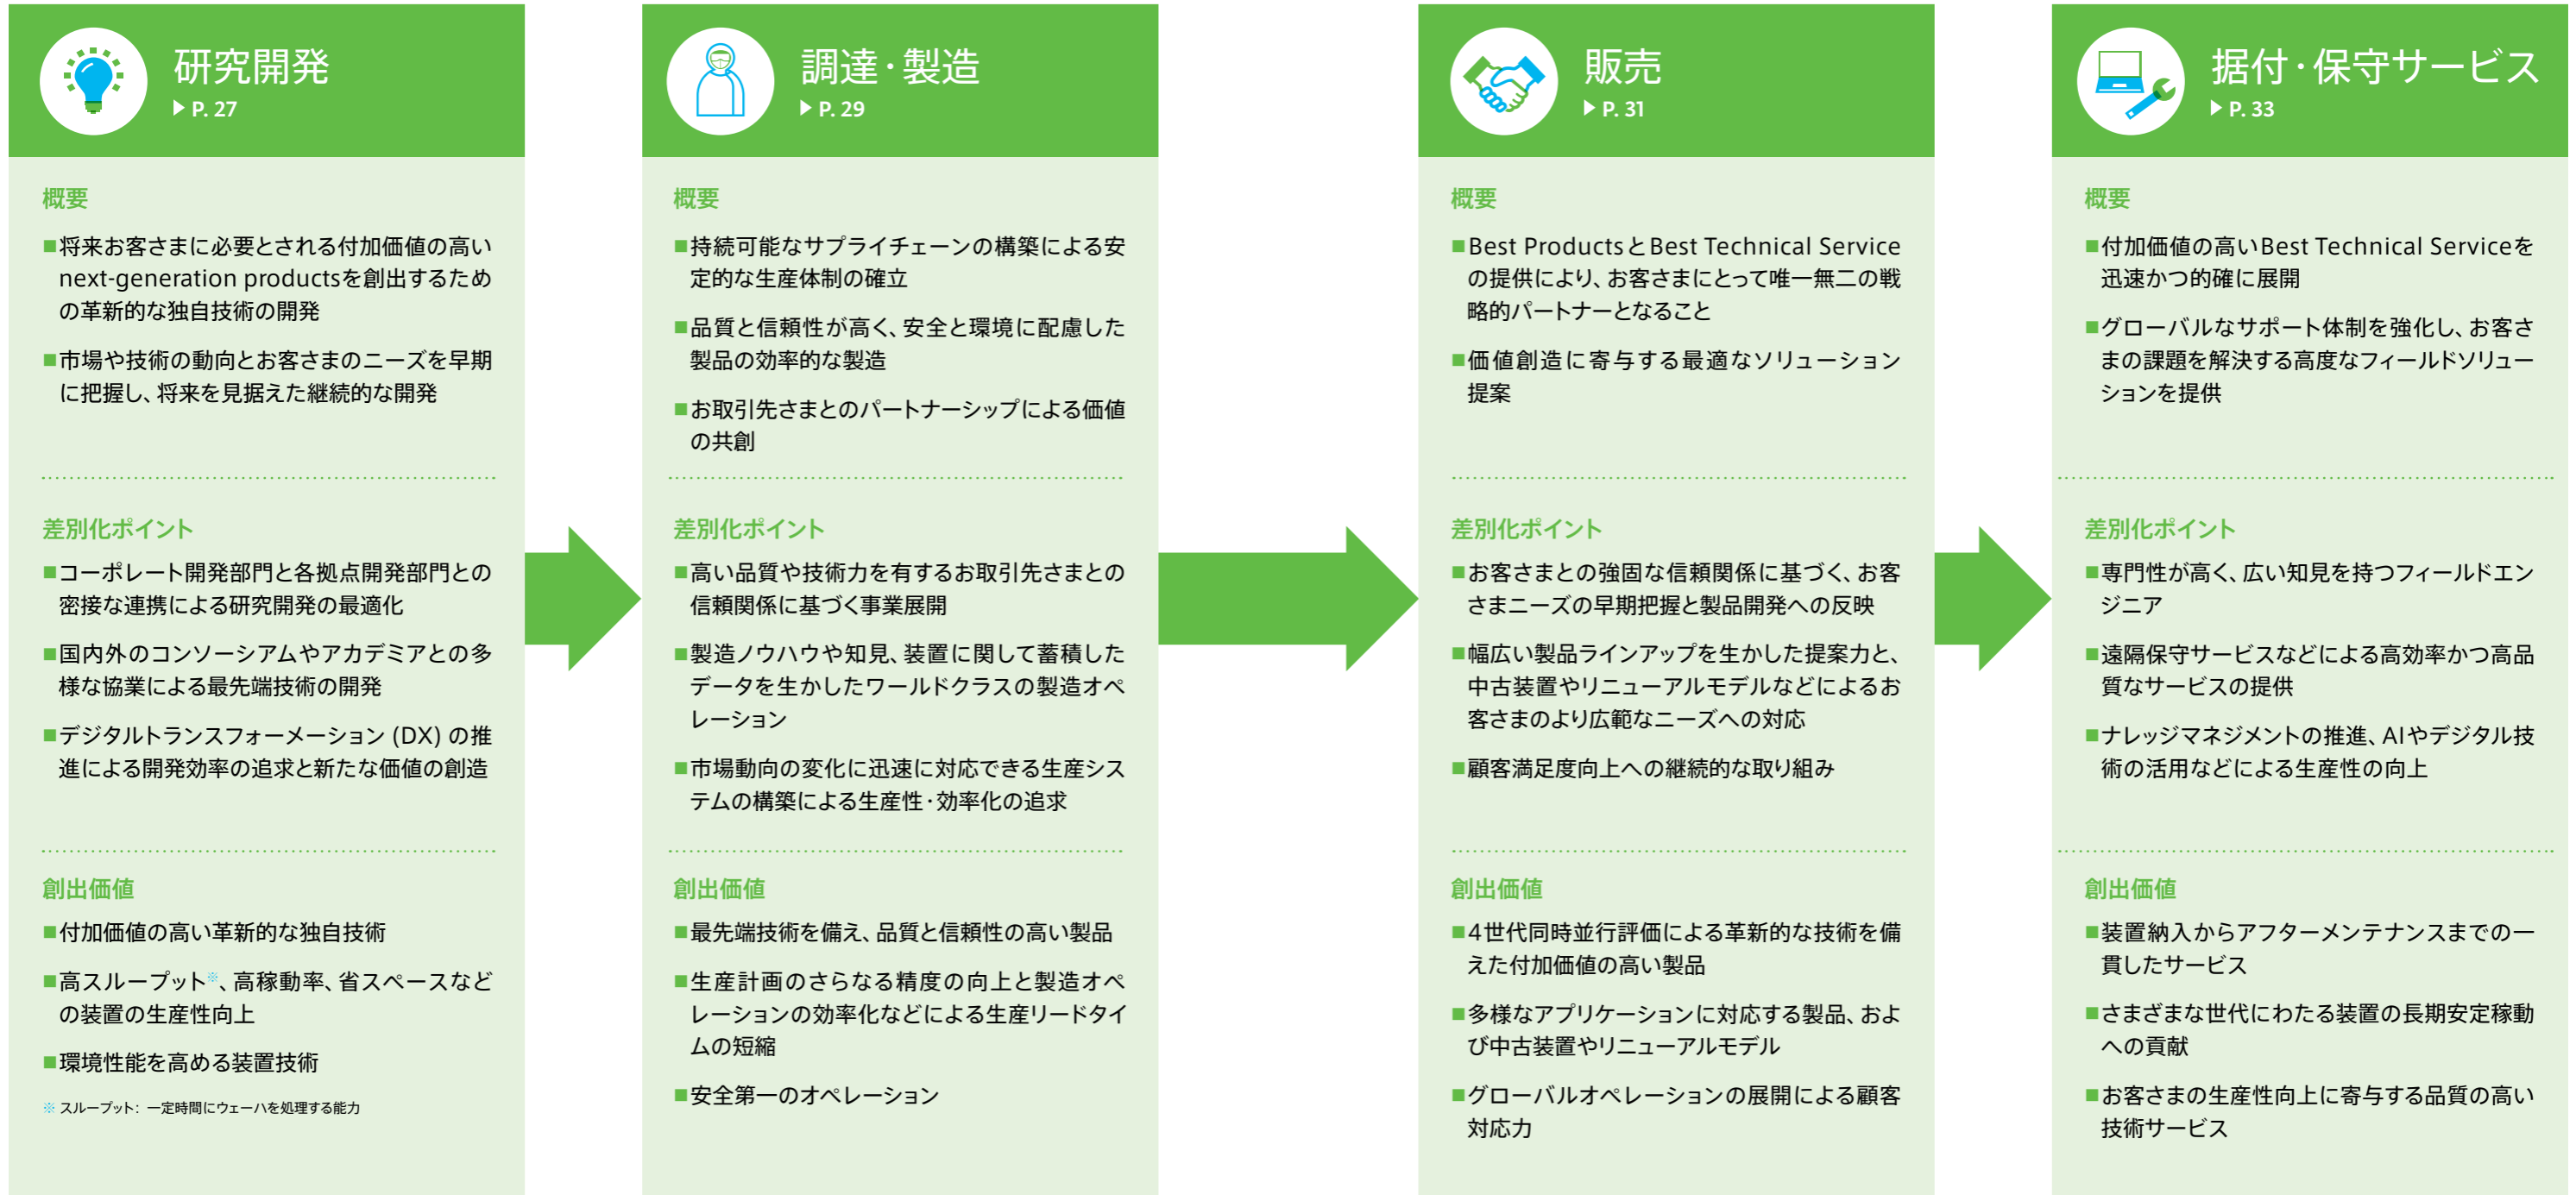 研究開発
▶ P. 27
概要
■将来お客さまに必要とされる付加価値の高い
next-generation productsを創出するため
の革新的な独自技術の開発
■市場や技術の動向とお客さまのニーズを早期
に把握し、将来を見据えた継続的な開発
差別化ポイント
■コーポレート開発部門と各拠点開発部門との
密接な連携による研究開発の最適化
■国内外のコンソーシアムやアカデミアとの多
様な協業による最先端技術の開発
■デジタルトランスフォーメーション (DX) の推
進による開発効率の追求と新たな価値の創造
創出価値
■付加価値の高い革新的な独自技術
■高スループット※、高稼動率、省スペースなど
の装置の生産性向上
■環境性能を高める装置技術
※ スループット： 一定時間にウェーハを処理する能力
調達・製造
▶ P. 29
概要
■持続可能なサプライチェーンの構築による安
定的な生産体制の確立
■品質と信頼性が高く、安全と環境に配慮した
製品の効率的な製造
■お取引先さまとのパートナーシップによる価値
の共創
差別化ポイント
■高い品質や技術力を有するお取引先さまとの
信頼関係に基づく事業展開
■製造ノウハウや知見、装置に関して蓄積した
データを生かしたワールドクラスの製造オペ
レーション
■市場動向の変化に迅速に対応できる生産シス
テムの構築による生産性・効率化の追求
創出価値
■最先端技術を備え、品質と信頼性の高い製品
■生産計画のさらなる精度の向上と製造オペ
レーションの効率化などによる生産リードタイ
ムの短縮
■安全第一のオペレーション
販売
▶ P. 31
概要
■Best ProductsとBest Technical Service
の提供により、お客さまにとって唯一無二の戦
略的パートナーとなること
■価値創造に寄与する最適なソリューション
提案
差別化ポイント
■お客さまとの強固な信頼関係に基づく、お客
さまニーズの早期把握と製品開発への反映
■幅広い製品ラインアップを生かした提案力と、
中古装置やリニューアルモデルなどによるお
客さまのより広範なニーズへの対応
■顧客満足度向上への継続的な取り組み
創出価値
■4世代同時並行評価による革新的な技術を備
えた付加価値の高い製品
■多様なアプリケーションに対応する製品、およ
び中古装置やリニューアルモデル
■グローバルオペレーションの展開による顧客
対応力
据付・保守サービス
▶ P. 33
概要
■付加価値の高いBest Technical Serviceを
迅速かつ的確に展開
■グローバルなサポート体制を強化し、お客さ
まの課題を解決する高度なフィールドソリュー
ションを提供
差別化ポイント
■専門性が高く、広い知見を持つフィールドエン
ジニア
■遠隔保守サービスなどによる高効率かつ高品
質なサービスの提供
■ナレッジマネジメントの推進、AIやデジタル技
術の活用などによる生産性の向上
創出価値
■装置納入からアフターメンテナンスまでの一
貫したサービス
■さまざまな世代にわたる装置の長期安定稼動
への貢献
■お客さまの生産性向上に寄与する品質の高い
技術サービス